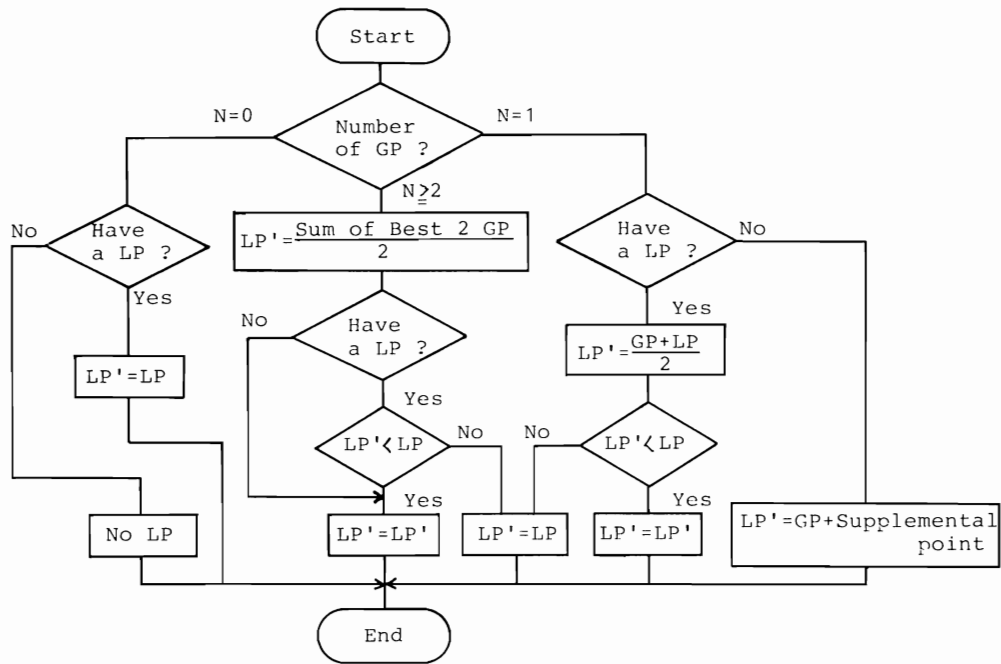 Start
N=0
Number
of GP ?
N=1
N≧2
No
Have
a LP ?
Yes
LP'=Sum of Best 2 GP
2
Have
a LP ?
No
Yes
No
Have
a LP ?
Yes
LP'=GP+LP
2
LP'=LP
LP'<LP
No
Yes
No
LP'<LP
Yes
No LP
LP'=LP'
LP'=LP
LP'=LP'
LP'=GP+Supplemental
point
End